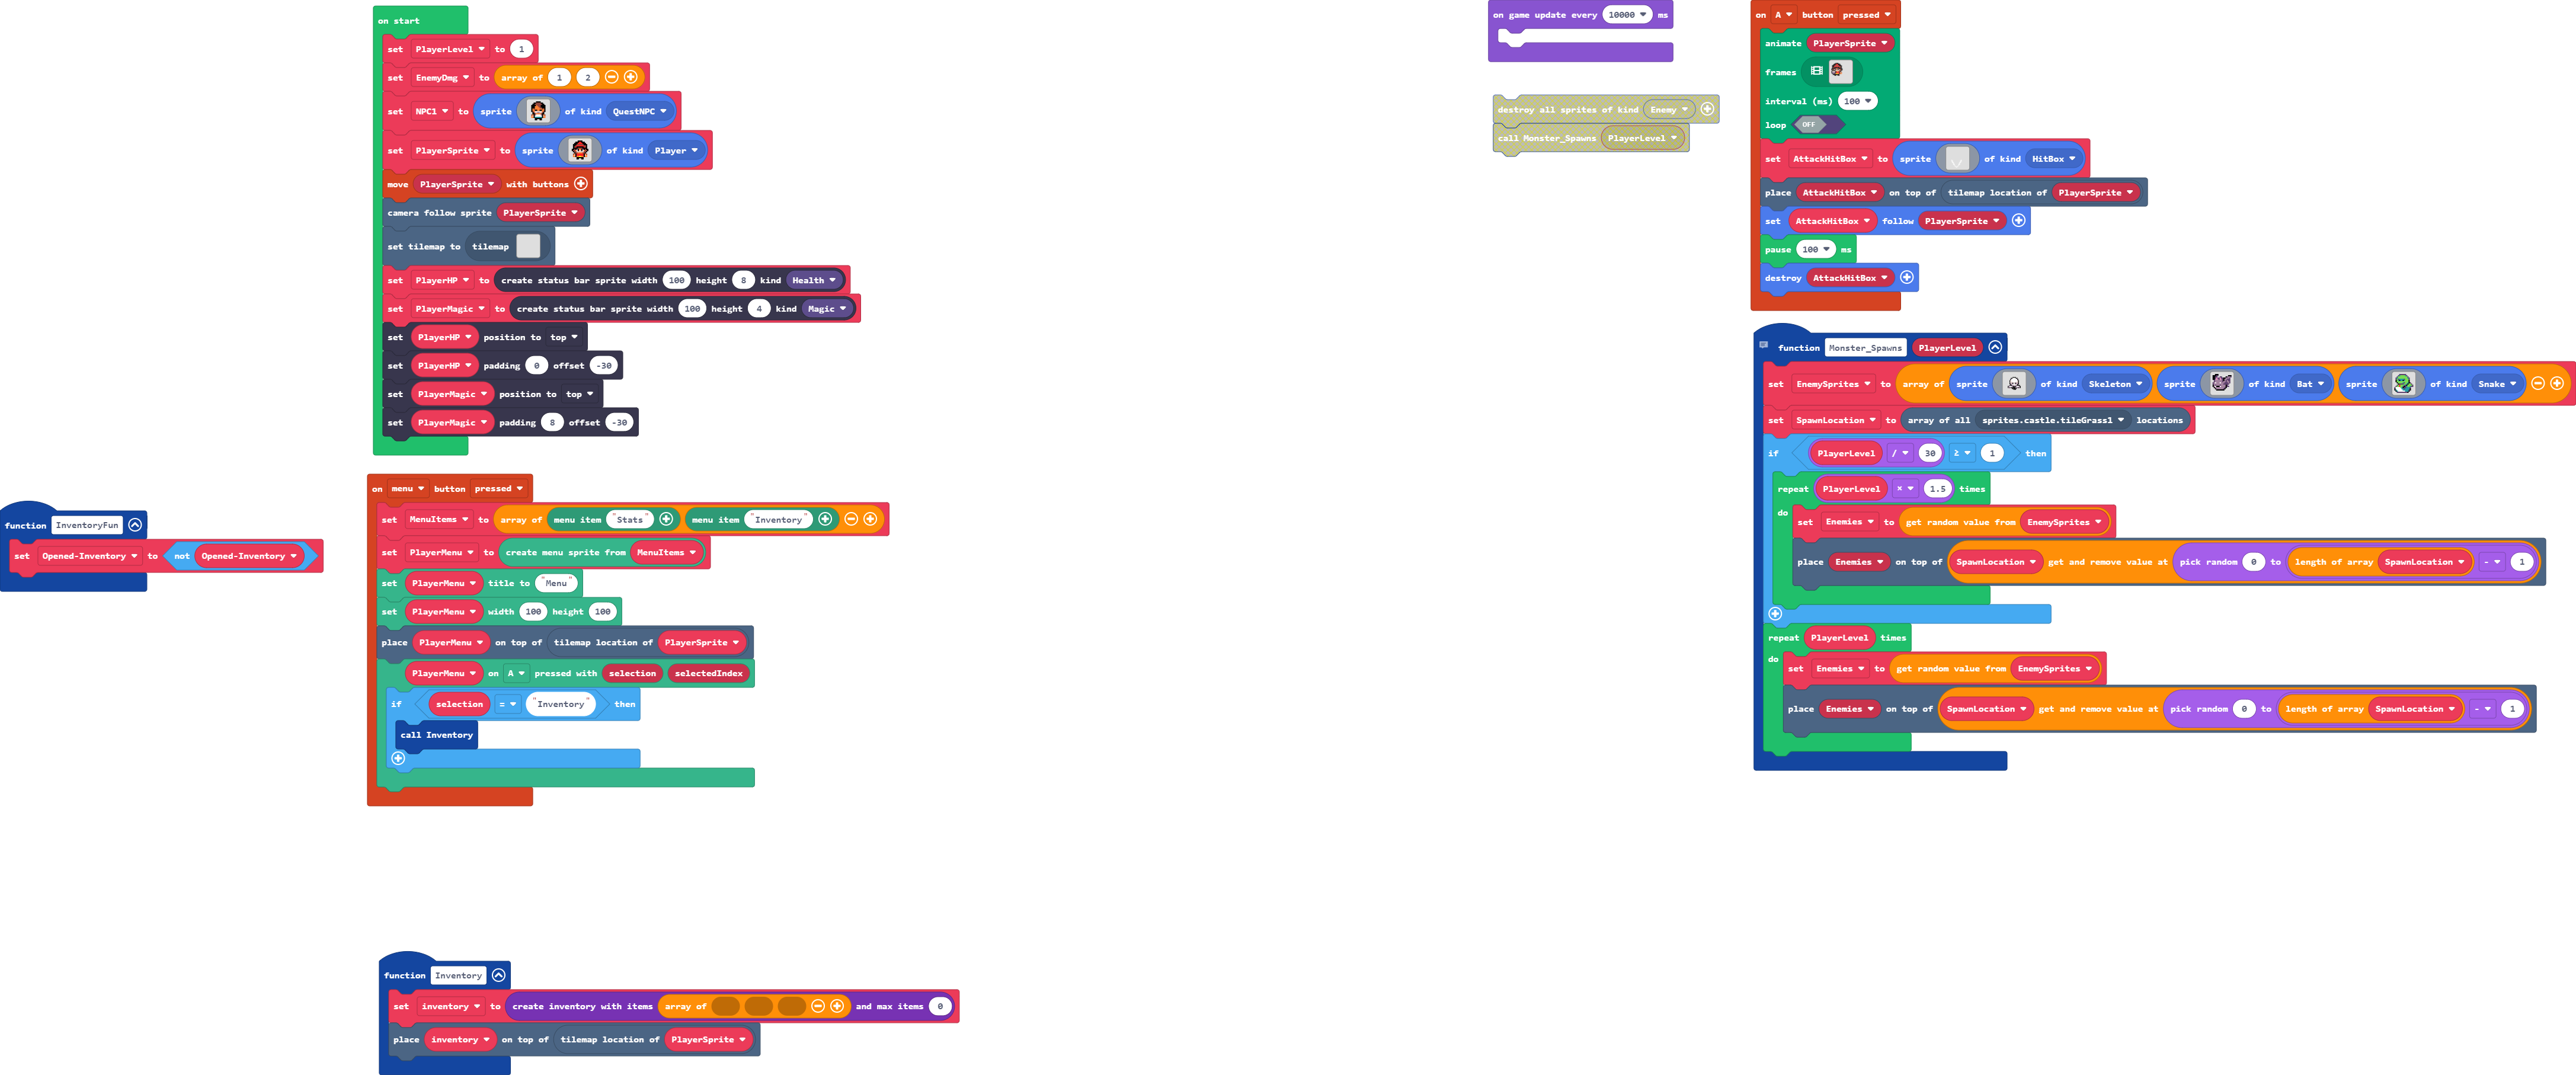 on start
set PlayerLevel to 1
set EnemyDmg to array of 1 2
set NPC1 to sprite of kind QuestNPC
set PlayerSprite to sprite of kind Player
move PlayerSprite with buttons
camera follow sprite PlayerSprite
set tilemap to tilemap
set PlayerHP to create status bar sprite width 100 height 8 kind Health
set PlayerMagic to create status bar sprite width 100 height 4 kind Magic
set PlayerHP position to top
set PlayerHP padding 0 offset -30
set PlayerMagic position to top
set PlayerMagic padding 8 offset -30
function InventoryFun
set Opened-Inventory to not Opened-Inventory
on menu button pressed
set MenuItems to array of menu item "Stats" menu item "Inventory"
set PlayerMenu to create menu sprite from MenuItems
set PlayerMenu title to "Menu"
set PlayerMenu width 100 height 100
place PlayerMenu on top of tilemap location of PlayerSprite
PlayerMenu on A pressed with selection selectedIndex
if selection = "Inventory" then
call Inventory
function Inventory
set inventory to create inventory with items array of and max items 0
place inventory on top of tilemap location of PlayerSprite
on game update every 10000 ms
destroy all sprites of kind Enemy
call Monster_Spawns PlayerLevel
on A button pressed
animate PlayerSprite
frames
interval (ms) 100
loop OFF
set AttackHitBox to sprite of kind HitBox
place AttackHitBox on top of tilemap location of PlayerSprite
set AttackHitBox follow PlayerSprite
pause 100 ms
destroy AttackHitBox
function Monster_Spawns PlayerLevel
set EnemySprites to array of sprite of kind Skeleton sprite of kind Bat sprite of kind Snake
set SpawnLocation to array of all sprites.castle.tileGrass1 locations
if PlayerLevel / 30 ≥ 1 then
repeat PlayerLevel × 1.5 times
do set Enemies to get random value from EnemySprites
place Enemies on top of SpawnLocation get and remove value at pick random 0 to length of array SpawnLocation - 1
repeat PlayerLevel times
do set Enemies to get random value from EnemySprites
place Enemies on top of SpawnLocation get and remove value at pick random 0 to length of array SpawnLocation - 1